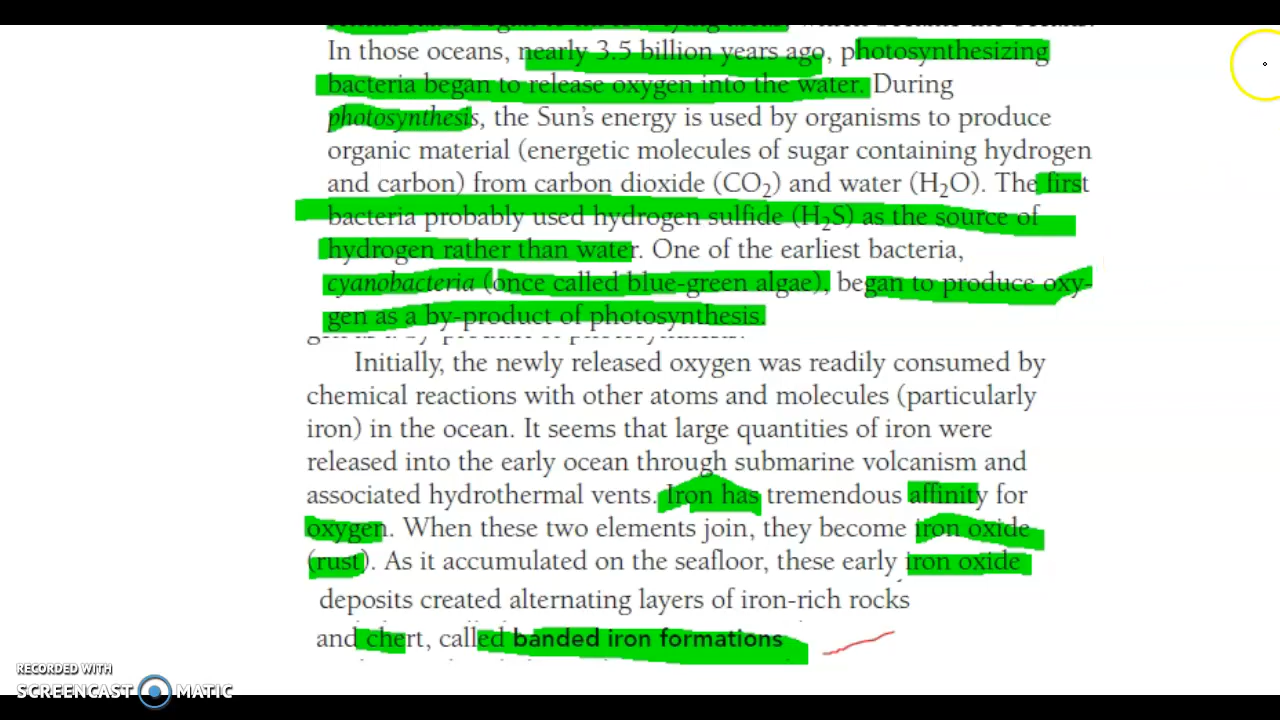 In those oceans, nearly 3.5 billion years ago, photosynthesizing
bacteria began to release oxygen into the water. During
photosynthesis, the Sun's energy is used by organisms to produce
organic material (energetic molecules of sugar containing hydrogen
and carbon) from carbon dioxide (CO₂) and water (H₂O). The first
bacteria probably used hydrogen sulfide (H₂S) as the source of
hydrogen rather than water. One of the earliest bacteria,
cyanobacteria (once called blue-green algae), began to produce oxy-
gen as a by-product of photosynthesis.
Initially, the newly released oxygen was readily consumed by
chemical reactions with other atoms and molecules (particularly
iron) in the ocean. It seems that large quantities of iron were
released into the early ocean through submarine volcanism and
associated hydrothermal vents. Iron has tremendous affinity for
oxygen. When these two elements join, they become iron oxide
(rust). As it accumulated on the seafloor, these early iron oxide
deposits created alternating layers of iron-rich rocks
and chert, called banded iron formations
RECORDED WITH
SCREENCAST MATIC